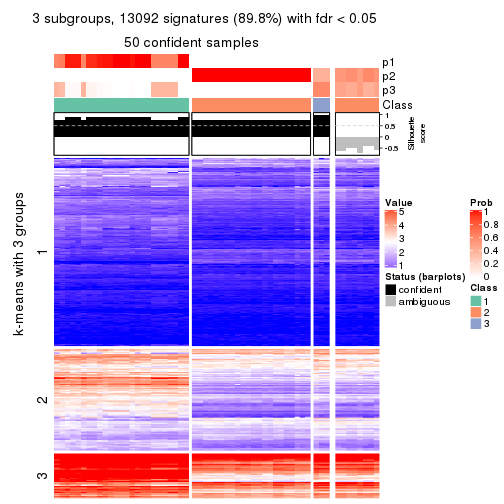 3 subgroups, 13092 signatures (89.8%) with fdr < 0.05
50 confident samples
p1
p2
p3
Class
1
0.5
0
-0.5
Silhouette
score
k-means with 3 groups
1
2
3
Value
5
4
3
2
1
Status (barplots)
confident
ambiguous
Prob
1
0.8
0.6
0.4
0.2
0
Class
1
2
3